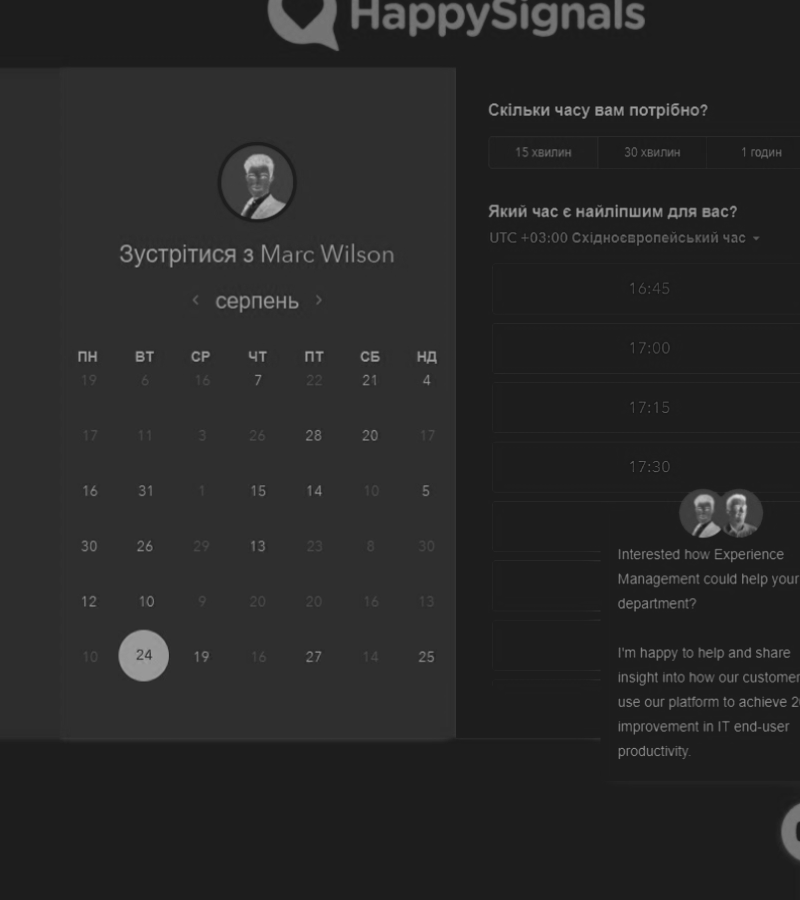 HappySignals
Зустрітися з Marc Wilson
серпень
ПН ВТ СР ЧТ ПТ СБ НД
19 6 16 7 22 21 4
17 11 3 26 28 20 17
16 31 1 15 14 10 5
30 26 29 13 23 8 30
12 10 9 20 20 16 13
10 24 19 16 27 14 25
Скільки часу вам потрібно?
15 хвилин 30 хвилин 1 годин
Який час є найліпшим для вас?
UTC +03:00 Східноєвропейський час
16:45
17:00
17:15
17:30
Interested how Experience
Management could help your
department?
I'm happy to help and share
insight into how our customer
use our platform to achieve
improvement in IT end-user
productivity.